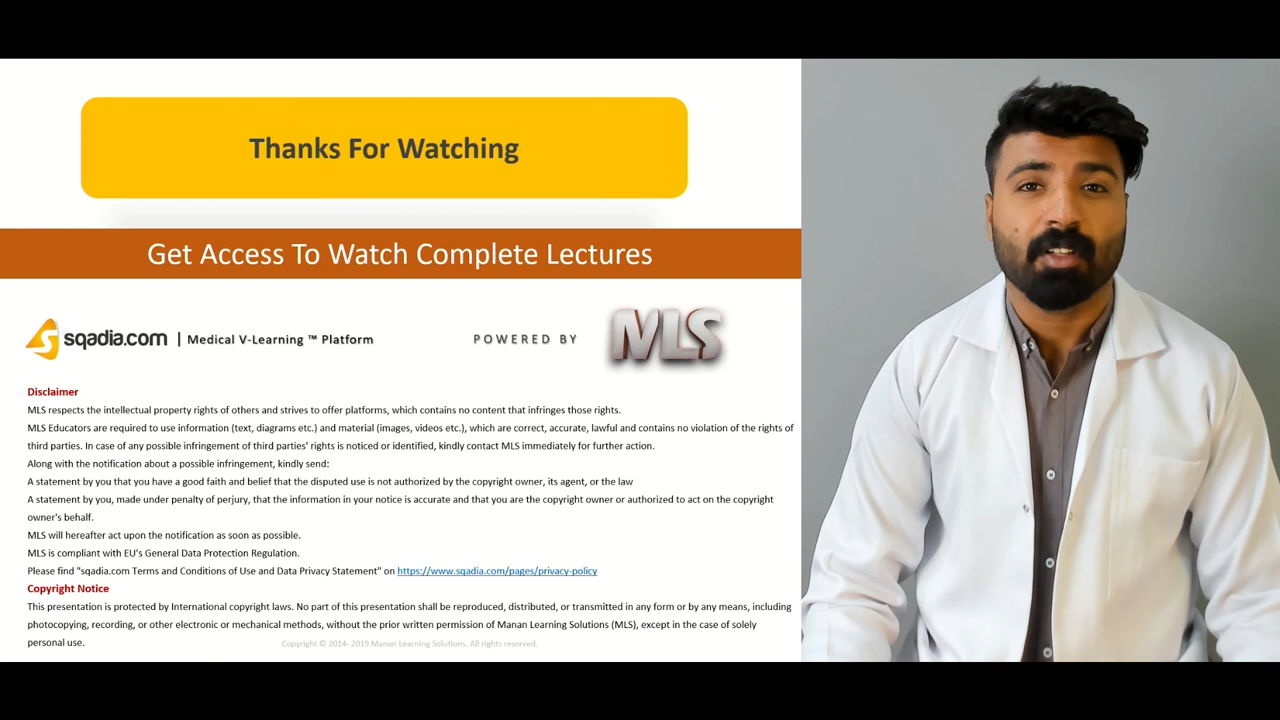 Thanks For Watching
Get Access To Watch Complete Lectures
sqadia.com | Medical V-Learning ™ Platform
POWERED BY MLS
Disclaimer
MLS respects the intellectual property rights of others and strives to offer platforms, which contains no content that infringes those rights.
MLS Educators are required to use information (text, diagrams etc.) and material (images, videos etc.), which are correct, accurate, lawful and contains no violation of the rights of
third parties. In case of any possible infringement of third parties' rights is noticed or identified, kindly contact MLS immediately for further action.
Along with the notification about a possible infringement, kindly send:
A statement by you that you have a good faith and belief that the disputed use is not authorized by the copyright owner, its agent, or the law
A statement by you, made under penalty of perjury, that the information in your notice is accurate and that you are the copyright owner or authorized to act on the copyright
owner's behalf.
MLS will hereafter act upon the notification as soon as possible.
MLS is compliant with EU's General Data Protection Regulation.
Please find "sqadia.com Terms and Conditions of Use and Data Privacy Statement" on https://www.sqadia.com/pages/privacy-policy
Copyright Notice
This presentation is protected by International copyright laws. No part of this presentation shall be reproduced, distributed, or transmitted in any form or by any means, including
photocopying, recording, or other electronic or mechanical methods, without the prior written permission of Manan Learning Solutions (MLS), except in the case of solely
personal use.
Copyright © 2014- 2019 Manan Learning Solutions. All rights reserved.